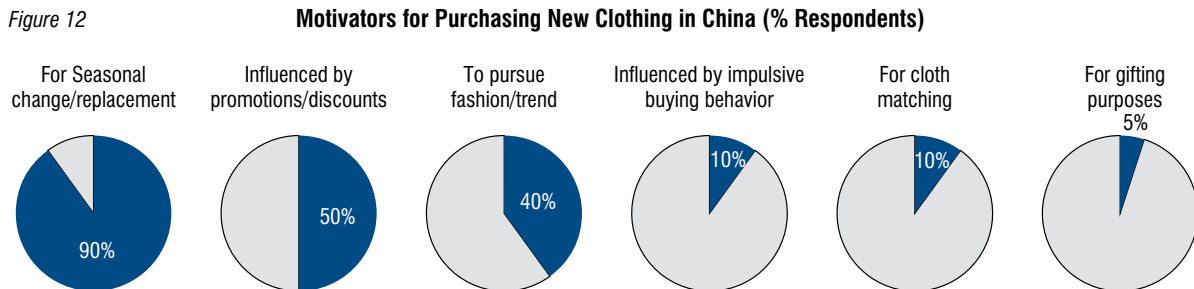 Figure 12
Motivators for Purchasing New Clothing in China (% Respondents)
For Seasonal
change/replacement
90%
Influenced by
promotions/discounts
50%
To pursue
fashion/trend
40%
Influenced by impulsive
buying behavior
10%
For cloth
matching
10%
For gifting
purposes
5%